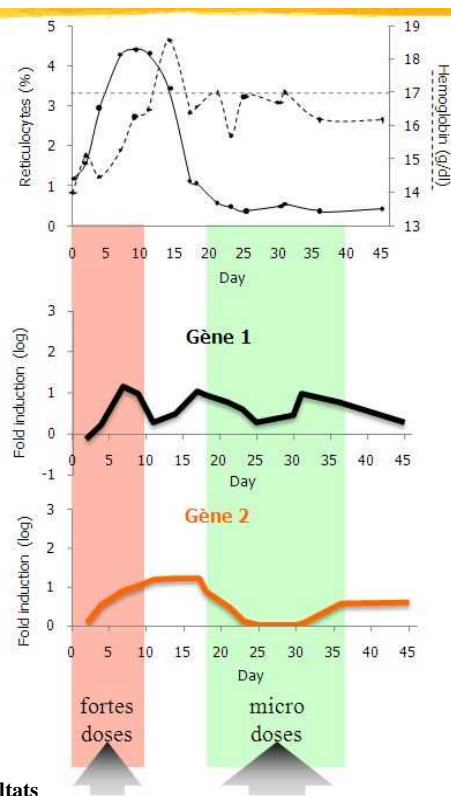 5
4
3
2
1
0
Reticulocytes (%)
19
18
17
16
15
14
13
Hemoglobin (g/dl)
0 5 10 15 20 25 30 35 40 45
Day
Gène 1
3
2
1
0
-1
Fold induction (log)
0 5 10 15 20 25 30 35 40 45
Day
Gène 2
3
2
1
0
Fold induction (log)
0 5 10 15 20 25 30 35 40 45
Day
fortes
doses
micro
doses
ltats